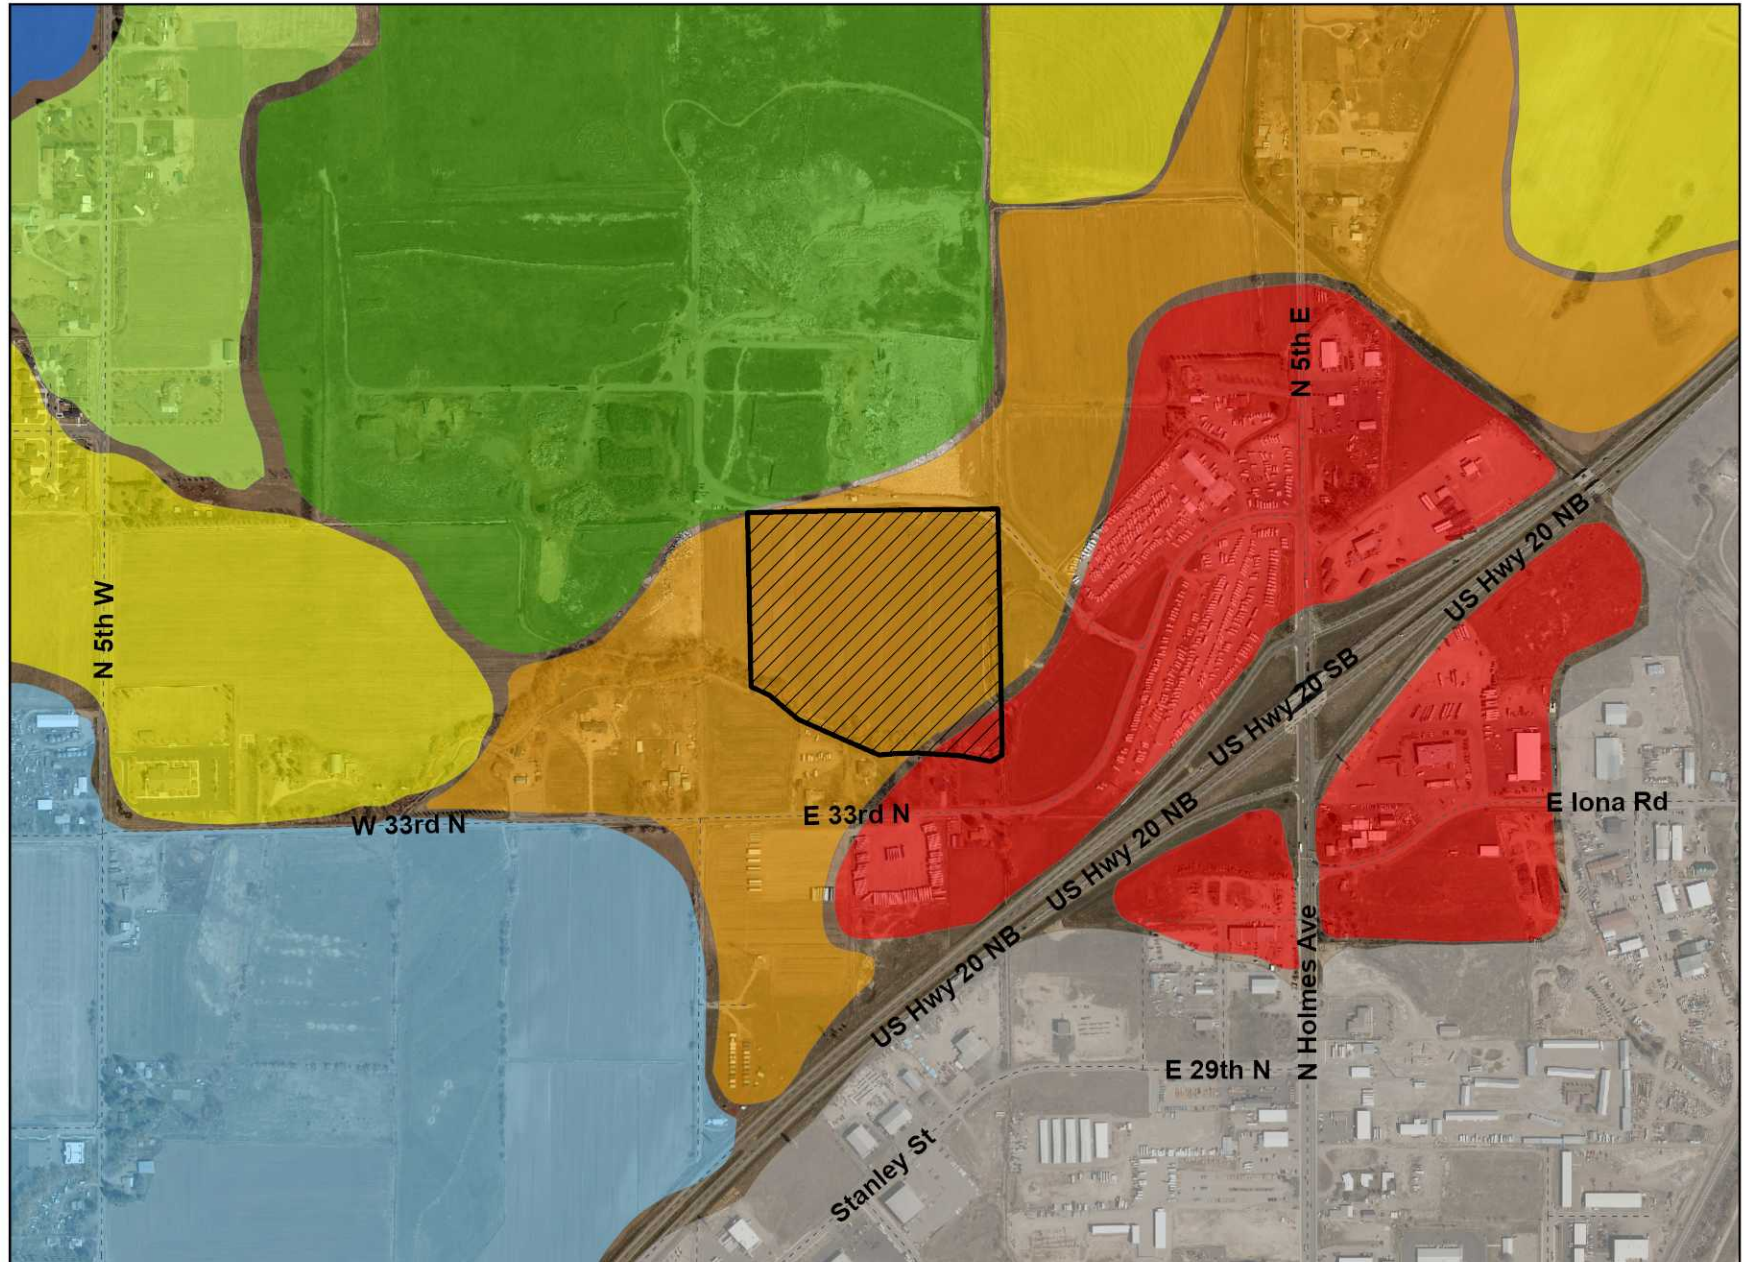 N 5th E
US Hwy 20 NB
N 5th W
US Hwy 20 SB
W 33rd N
E 33rd N
US Hwy 20 NB
E Iona Rd
US Hwy 20 NB
N Holmes Ave
E 29th N
Stanley St